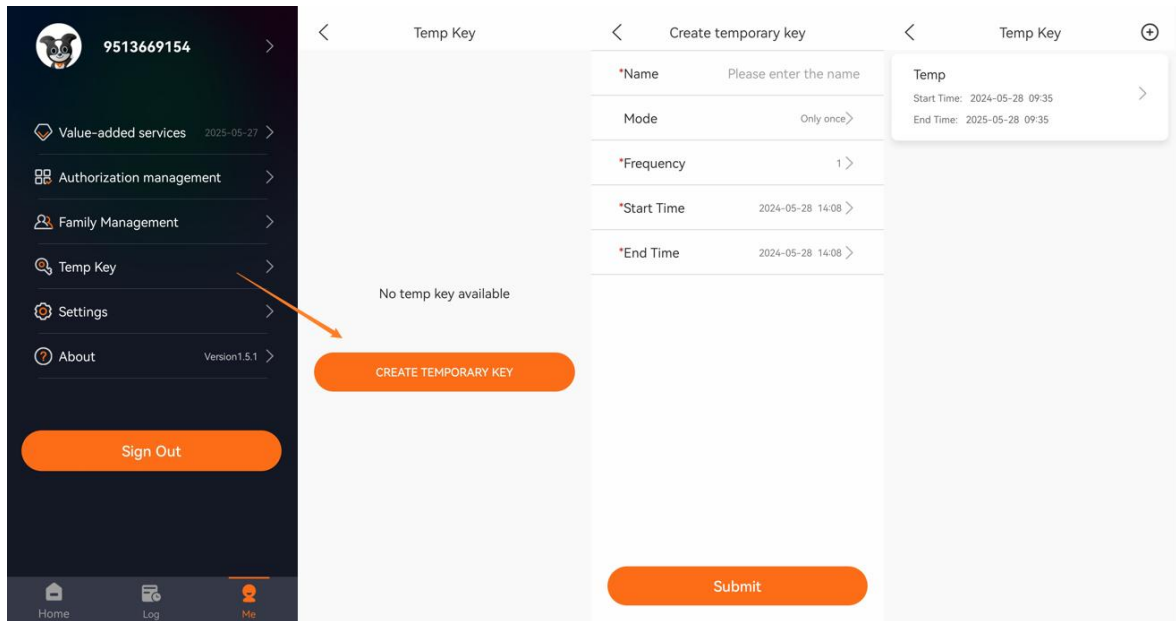 9513669154
Value-added services 2025-05-27
Authorization management
Family Management
Temp Key
Settings
About Version1.5.1
Sign Out
Home Log Me
Temp Key
No temp key available
CREATE TEMPORARY KEY
Create temporary key
*Name Please enter the name
Mode Only once
*Frequency 1
*Start Time 2024-05-28 14:08
*End Time 2024-05-28 14:08
Submit
Temp Key
Temp
Start Time: 2024-05-28 09:35
End Time: 2025-05-28 09:35